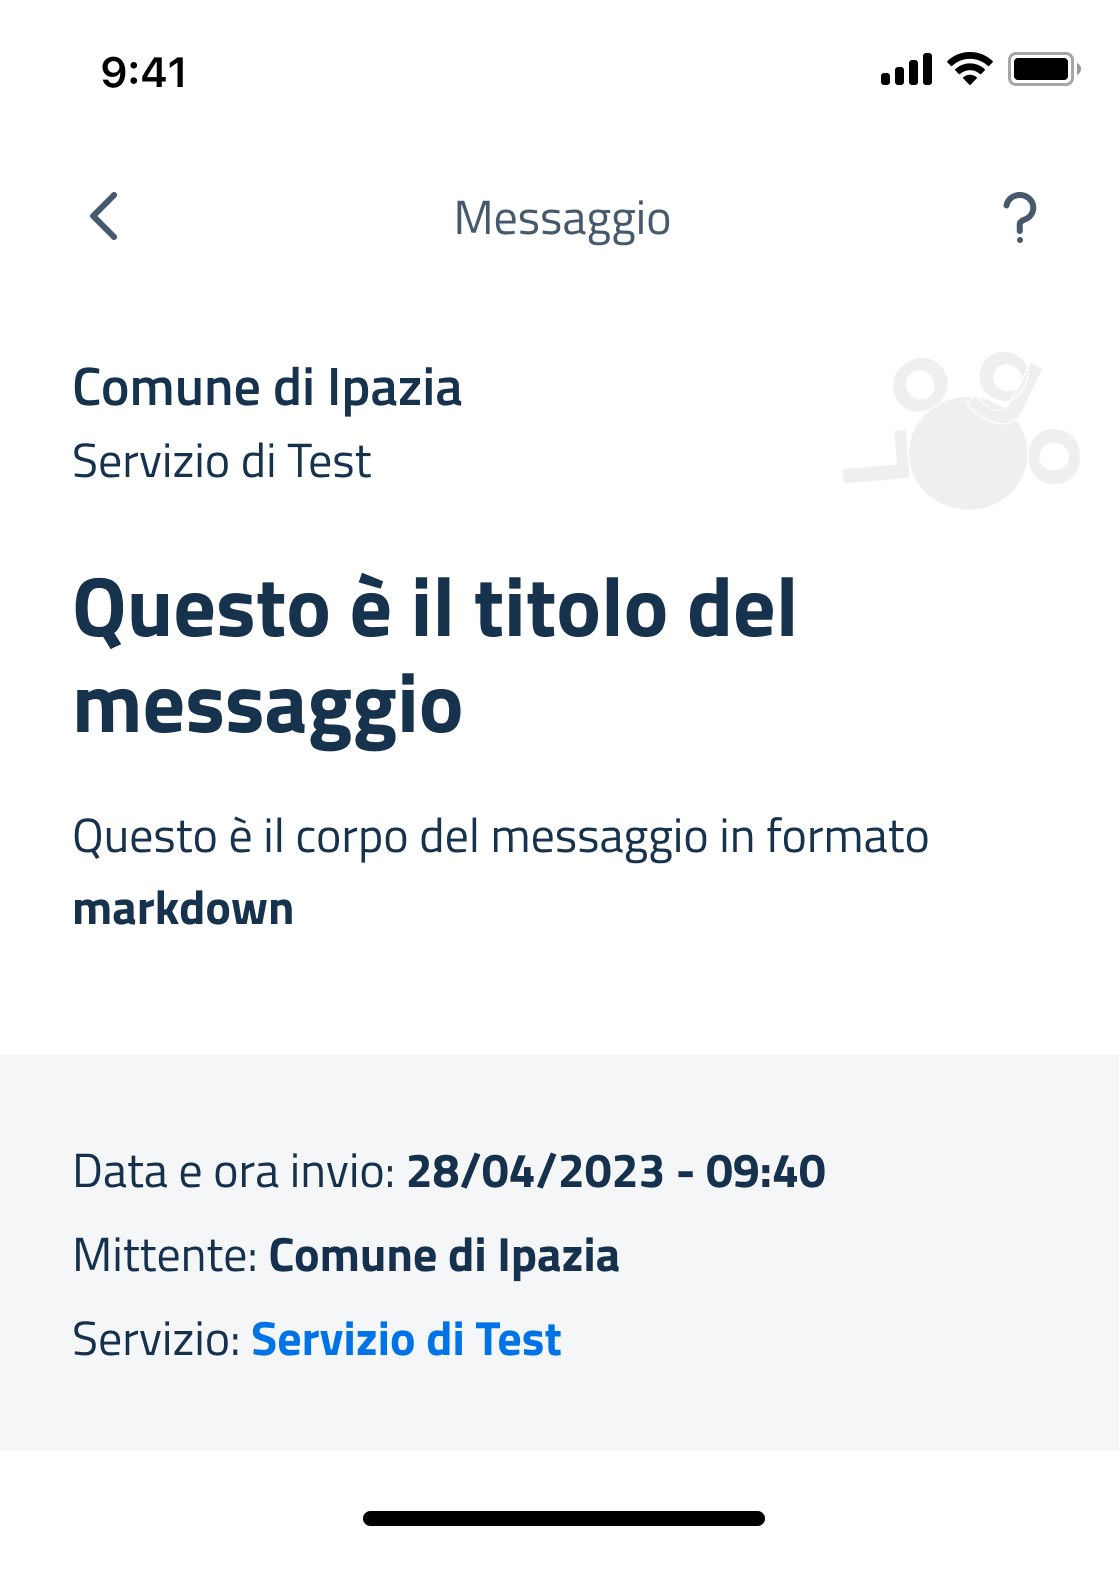 9:41
Messaggio
Comune di Ipazia
Servizio di Test
Questo è il titolo del
messaggio
Questo è il corpo del messaggio in formato
markdown
Data e ora invio: 28/04/2023 - 09:40
Mittente: Comune di Ipazia
Servizio: Servizio di Test